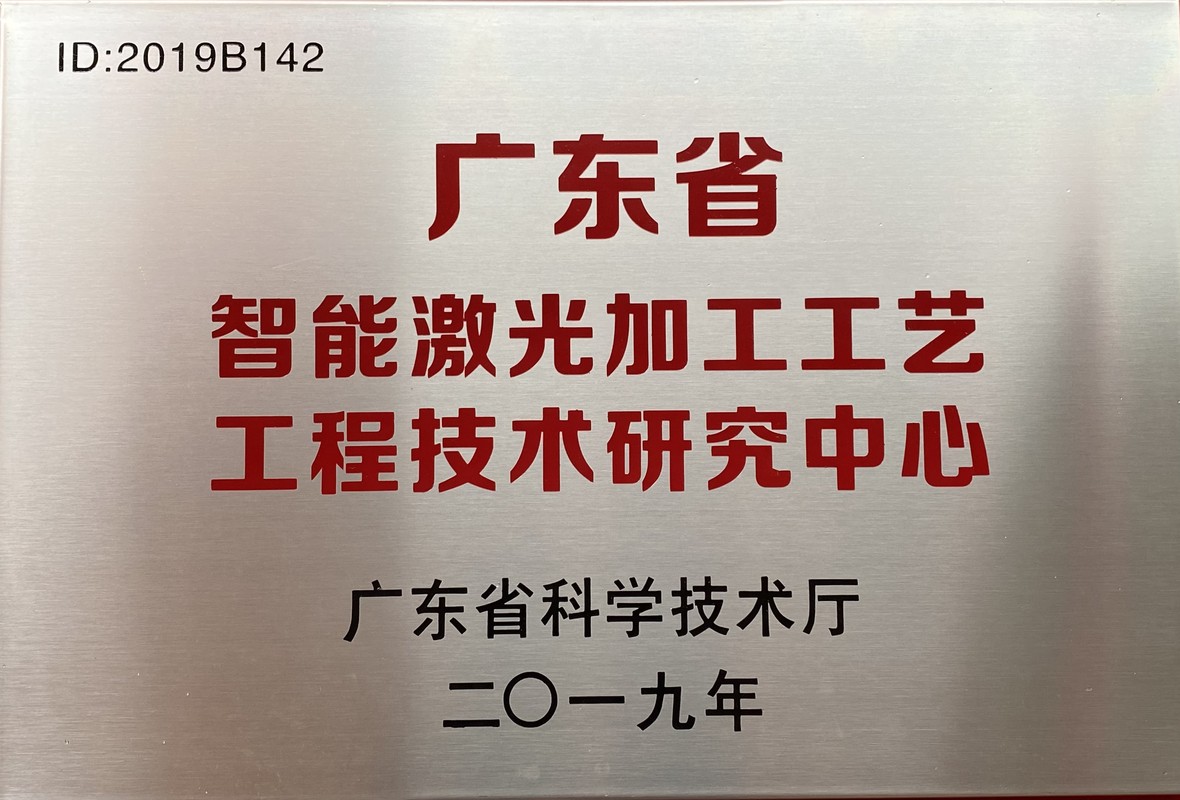 ID:2019B142
广东省
智能激光加工工艺
工程技术研究中心
广东省科学技术厅
二〇一九年